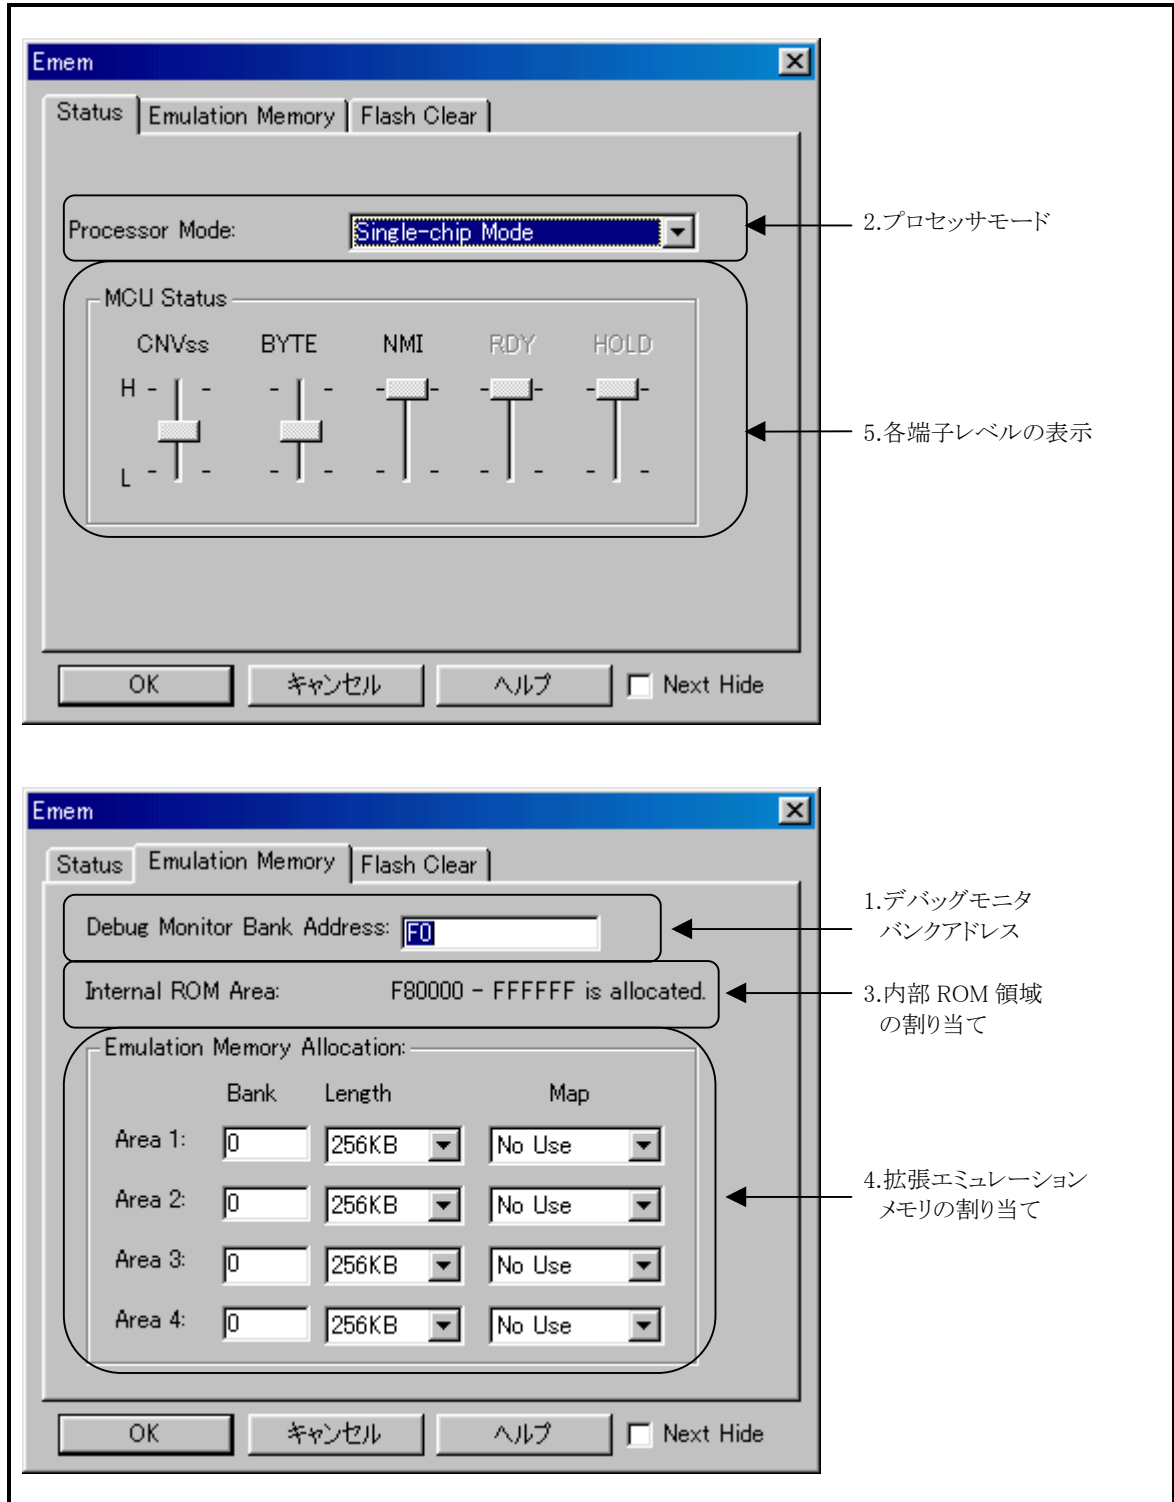 Emem
Status Emulation Memory Flash Clear
Processor Mode: Single-chip Mode
2.プロセッサモード
MCU Status
CNVss BYTE NMI RDY HOLD
H
L
5.各端子レベルの表示
OK キャンセル ヘルプ Next Hide
Emem
Status Emulation Memory Flash Clear
Debug Monitor Bank Address: F0
1.デバッグモニタ
バンクアドレス
Internal ROM Area: F80000 - FFFFFF is allocated.
3.内部 ROM 領域
の割り当て
Emulation Memory Allocation:
Bank Length Map
Area 1: 0 256KB No Use
Area 2: 0 256KB No Use
Area 3: 0 256KB No Use
Area 4: 0 256KB No Use
4.拡張エミュレーション
メモリの割り当て
OK キャンセル ヘルプ Next Hide